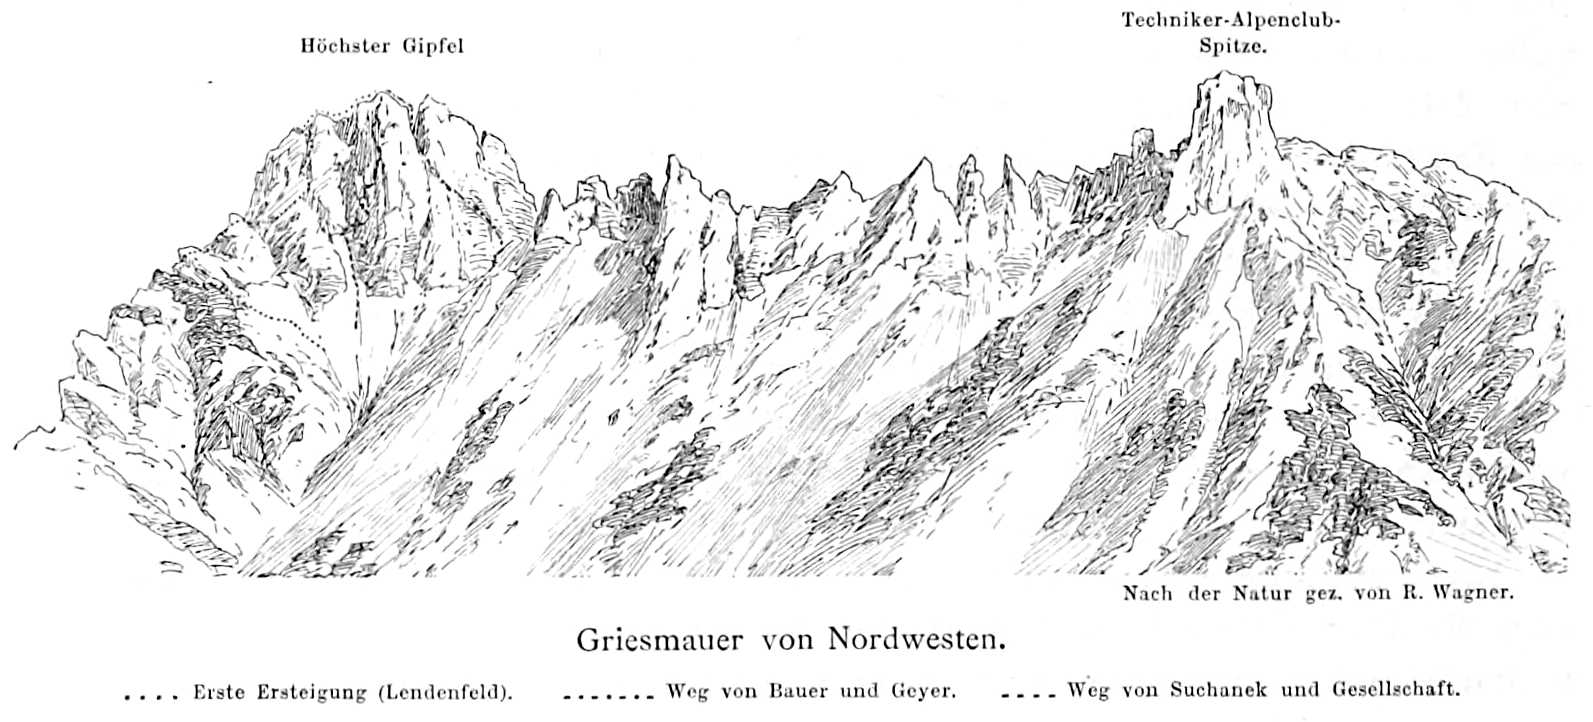 Techniker-Alpenclub-
Spitze.
Höchster Gipfel
Nach der Natur gez. von R. Wagner.
Griesmauer von Nordwesten.
.... Erste Ersteigung (Lendenfeld). ....... Weg von Bauer und Geyer. ---- Weg von Suchanek und Gesellschaft.